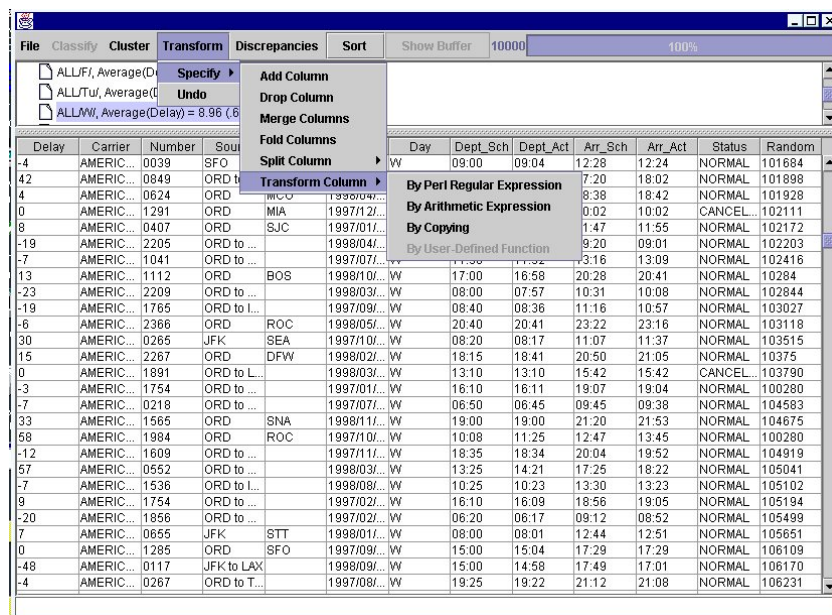 File Classify Cluster Transform Discrepancies Sort Show Buffer 10000 100%
ALL/F/, Average(D
ALL/Tu/, Average(D
ALL/W/, Average(Delay) = 8.96 (.6
Specify
Undo
Add Column
Drop Column
Merge Columns
Fold Columns
Split Column
Transform Column
By Perl Regular Expression
By Arithmetic Expression
By Copying
By User-Defined Function
Delay Carrier Number Sour Day Dept_Sch Dept_Act Arr_Sch Arr_Act Status Random
-4 AMERIC... 0039 SFO W 09:00 09:04 12:28 12:24 NORMAL 101684
42 AMERIC... 0849 ORD t 7:20 18:02 NORMAL 101898
4 AMERIC... 0624 ORD MCO 1998/04/... 8:38 18:42 NORMAL 101928
0 AMERIC... 1291 ORD MIA 1997/12/... 0:02 10:02 CANCEL... 102111
8 AMERIC... 0407 ORD SJC 1997/01/... 1:47 11:55 NORMAL 102172
-19 AMERIC... 2205 ORD to ... 1998/04/... 9:20 09:01 NORMAL 102203
-7 AMERIC... 1041 ORD to ... 1997/07/... W 13:16 13:09 NORMAL 102416
13 AMERIC... 1112 ORD BOS 1998/10/... W 17:00 16:58 20:28 20:41 NORMAL 10284
-23 AMERIC... 2209 ORD to ... 1998/03/... W 08:00 07:57 10:31 10:08 NORMAL 102844
-19 AMERIC... 1765 ORD to I... 1997/09/... W 08:40 08:36 11:16 10:57 NORMAL 103027
-6 AMERIC... 2366 ORD ROC 1998/05/... W 20:40 20:41 23:22 23:16 NORMAL 103118
30 AMERIC... 0265 JFK SEA 1997/10/... W 08:20 08:17 11:07 11:37 NORMAL 103515
15 AMERIC... 2267 ORD DFW 1998/02/... W 18:15 18:41 20:50 21:05 NORMAL 10375
0 AMERIC... 1891 ORD to L... 1998/03/... W 13:10 13:10 15:42 15:42 CANCEL... 103790
-3 AMERIC... 1754 ORD to ... 1997/01/... W 16:10 16:11 19:07 19:04 NORMAL 100280
-7 AMERIC... 0218 ORD to ... 1997/07/... W 06:50 06:45 09:45 09:38 NORMAL 104583
33 AMERIC... 1565 ORD SNA 1998/11/... W 19:00 19:00 21:20 21:53 NORMAL 104675
58 AMERIC... 1984 ORD ROC 1997/10/... W 10:08 11:25 12:47 13:45 NORMAL 100280
-12 AMERIC... 1609 ORD to ... 1997/11/... W 18:35 18:34 20:04 19:52 NORMAL 104919
57 AMERIC... 0552 ORD to ... 1998/03/... W 13:25 14:21 17:25 18:22 NORMAL 105041
-7 AMERIC... 1536 ORD to I... 1998/08/... W 10:25 10:23 13:30 13:23 NORMAL 105102
9 AMERIC... 1754 ORD to ... 1997/02/... W 16:10 16:09 18:56 19:05 NORMAL 105194
-20 AMERIC... 1856 ORD to ... 1997/02/... W 06:20 06:17 09:12 08:52 NORMAL 105499
7 AMERIC... 0655 JFK STT 1998/01/... W 08:00 08:01 12:44 12:51 NORMAL 105651
0 AMERIC... 1285 ORD SFO 1997/09/... W 15:00 15:04 17:29 17:29 NORMAL 106109
-48 AMERIC... 0117 JFK to LAX 1998/09/... W 15:00 14:58 17:49 17:01 NORMAL 106170
-4 AMERIC... 0267 ORD to T... 1997/08/... W 19:25 19:22 21:12 21:08 NORMAL 106231